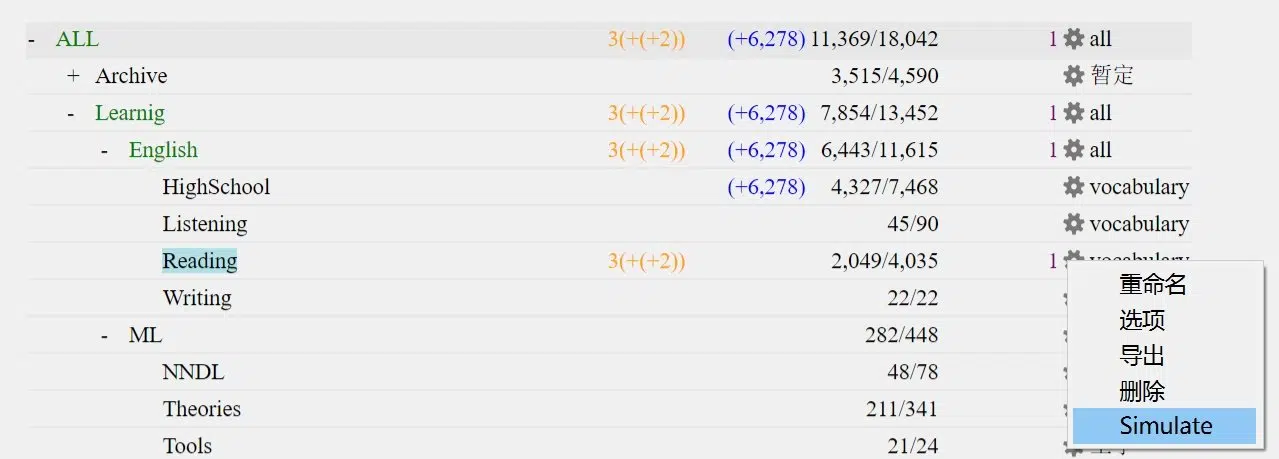 - ALL 3(+(+2)) (+6,278) 11,369/18,042 1 all
+ Archive 3,515/4,590 暂定
- Learnig 3(+(+2)) (+6,278) 7,854/13,452 1 all
- English 3(+(+2)) (+6,278) 6,443/11,615 1 all
HighSchool (+6,278) 4,327/7,468 vocabulary
Listening 45/90 vocabulary
Reading 3(+(+2)) 2,049/4,035 1 vocabulary
Writing 22/22
重命名
选项
- ML 282/448
导出
NNDL 48/78
删除
Theories 211/341
Simulate
Tools 21/24